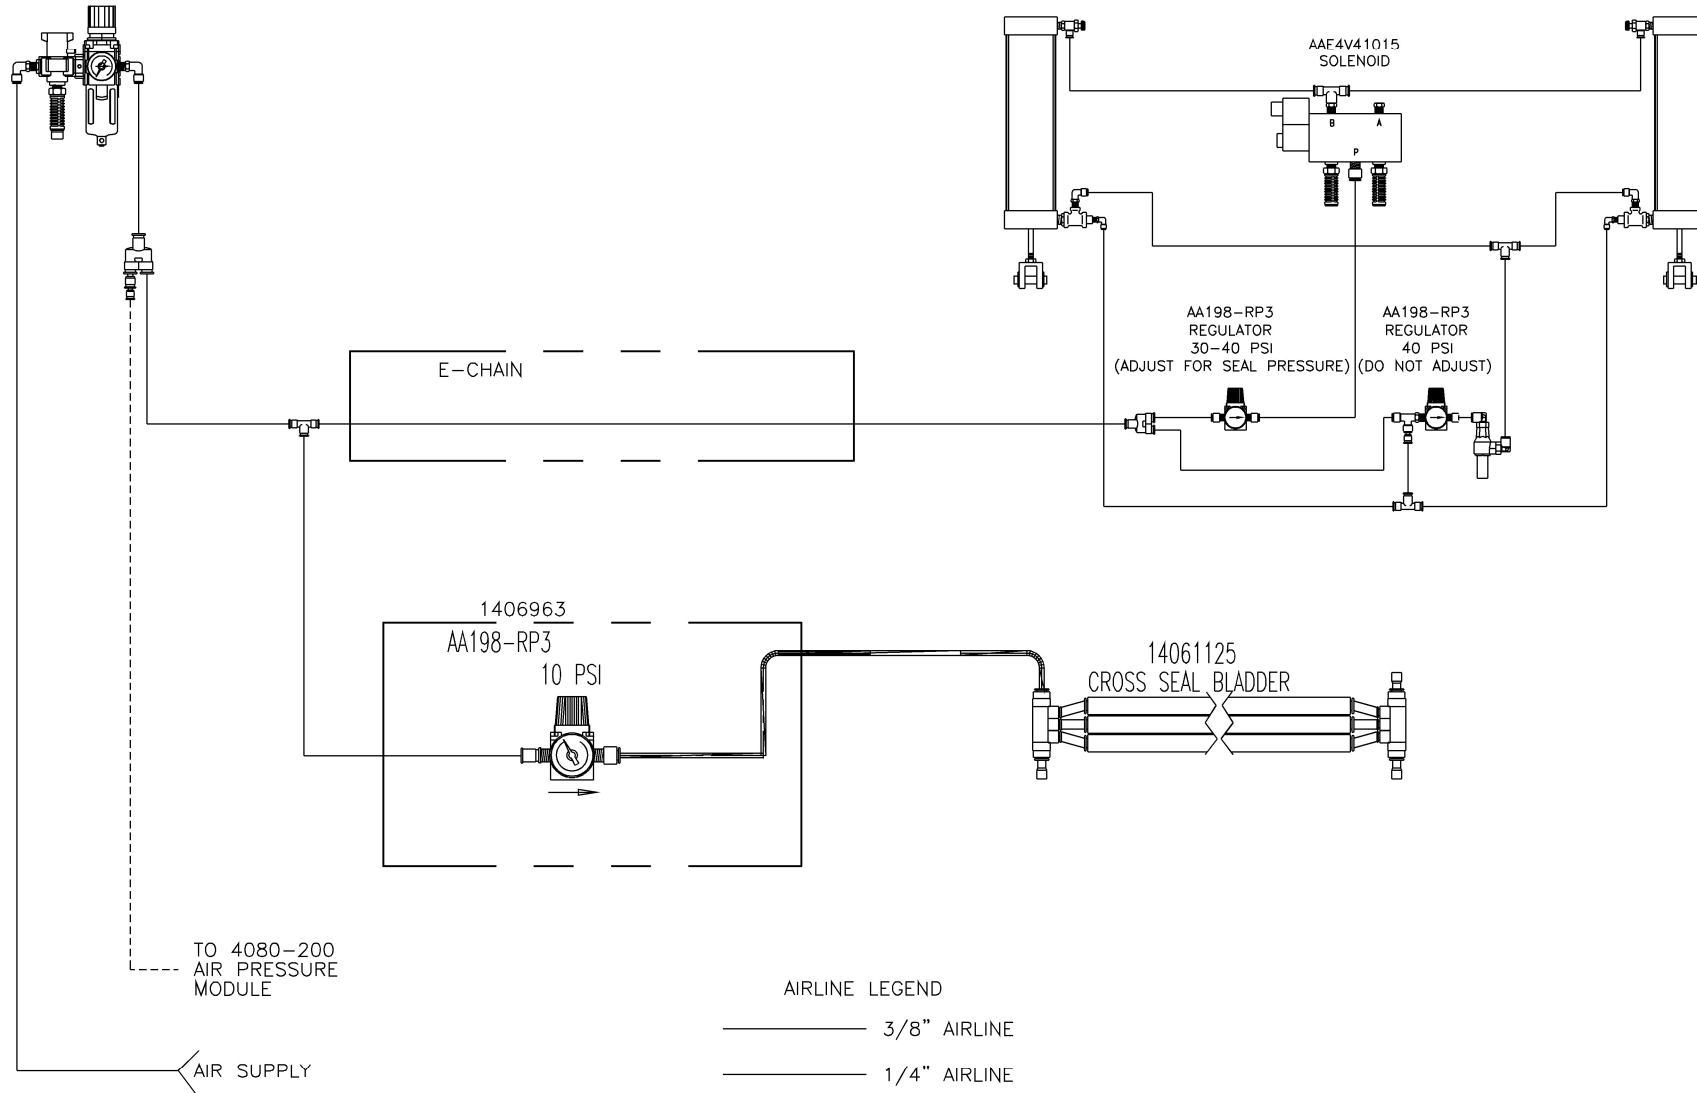 AAE4V41015
SOLENOID
B
A
P
AA198-RP3
REGULATOR
30-40 PSI
(ADJUST FOR SEAL PRESSURE)
AA198-RP3
REGULATOR
40 PSI
(DO NOT ADJUST)
E-CHAIN
1406963
AA198-RP3
10 PSI
14061125
CROSS SEAL BLADDER
TO 4080-200
AIR PRESSURE
MODULE
AIR SUPPLY
AIRLINE LEGEND
3/8" AIRLINE
1/4" AIRLINE